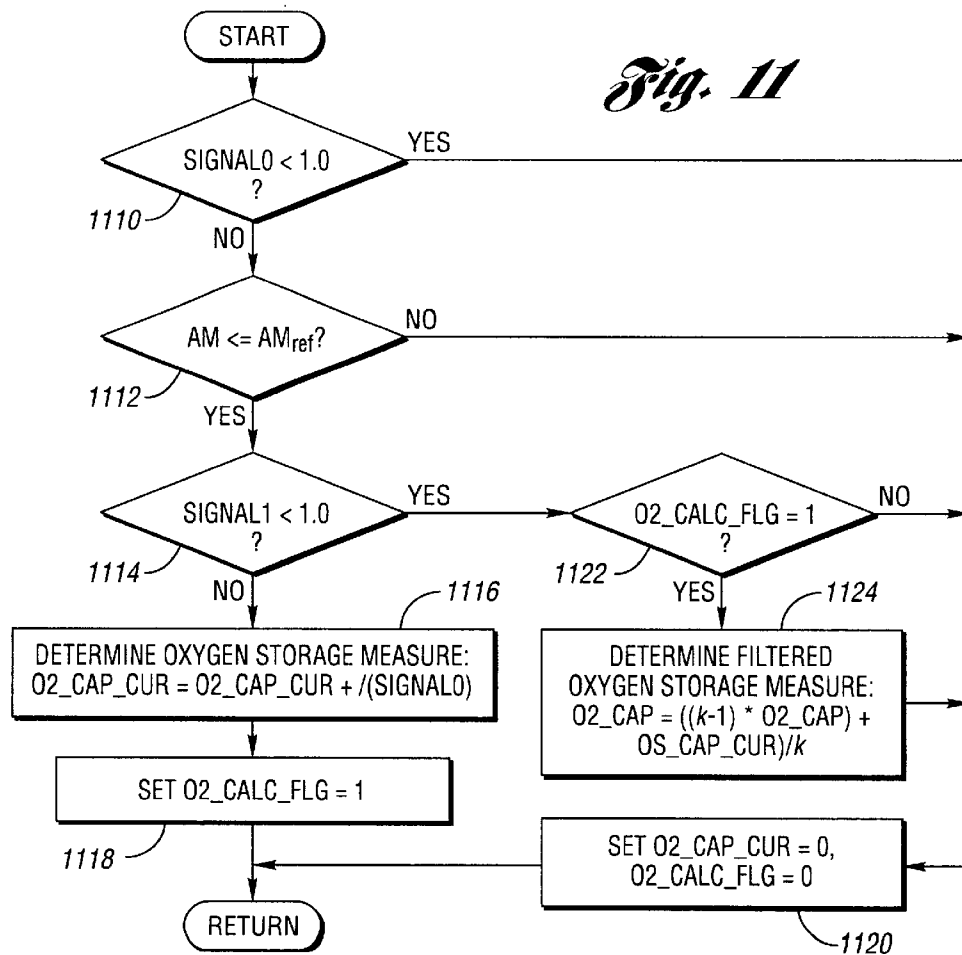 START
Fig. 11
SIGNAL0 < 1.0
?
YES
1110
NO
AM <= AMref?
NO
1112
YES
SIGNAL1 < 1.0
?
YES
1114
NO
O2_CALC_FLG = 1
?
NO
1122
YES
1116
DETERMINE OXYGEN STORAGE MEASURE:
O2_CAP_CUR = O2_CAP_CUR + /(SIGNAL0)
1124
DETERMINE FILTERED
OXYGEN STORAGE MEASURE:
O2_CAP = ((k-1) * O2_CAP) +
OS_CAP_CUR)/k
SET O2_CALC_FLG = 1
1118
SET O2_CAP_CUR = 0,
O2_CALC_FLG = 0
1120
RETURN